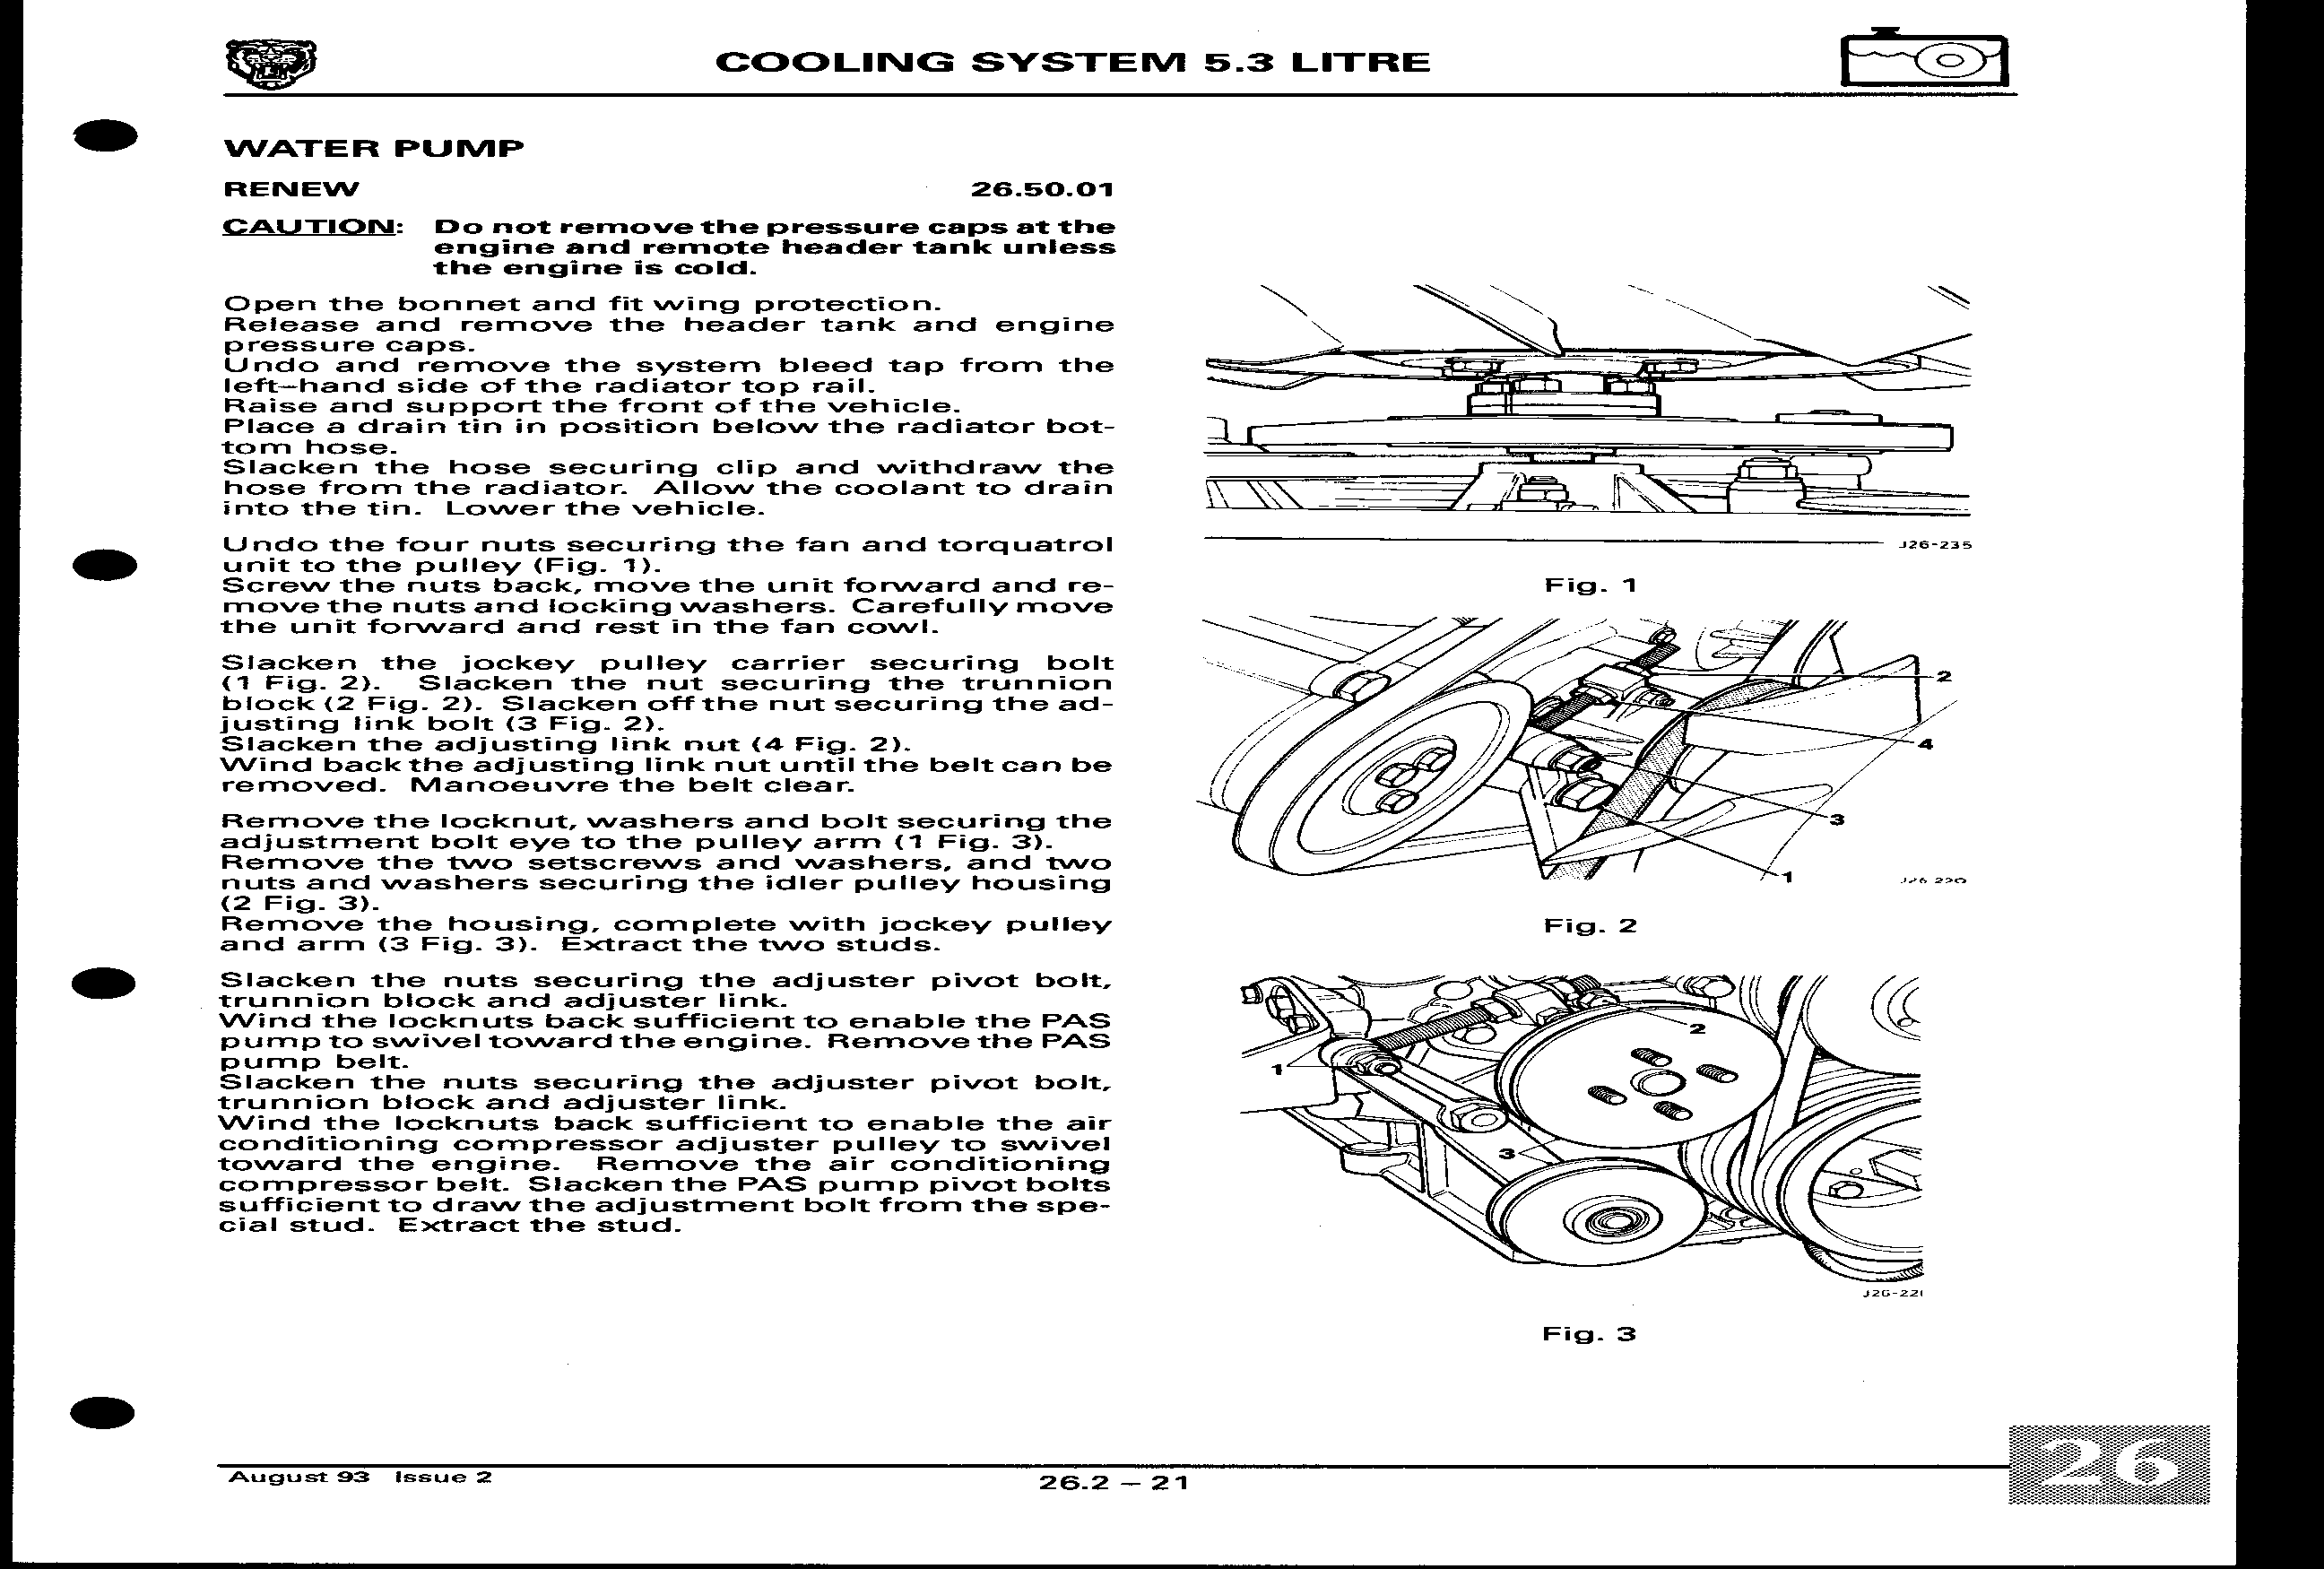 COOLING SYSTEM 5.3 LITRE
WATER PUMP
RENEW 26.50.01
CAUTION: Do not remove the pressure caps at the
engine and remote header tank unless
the engine is cold.
Open the bonnet and fit wing protection.
Release and remove the header tank and engine
pressure caps.
Undo and remove the system bleed tap from the
left-hand side of the radiator top rail.
Raise and support the front of the vehicle.
Place a drain tin in position below the radiator bot-
tom hose.
Slacken the hose securing clip and withdraw the
hose from the radiator. Allow the coolant to drain
into the tin. Lower the vehicle.
Undo the four nuts securing the fan and torquatrol
unit to the pulley (Fig. 1).
Screw the nuts back, move the unit forward and re-
move the nuts and locking washers. Carefully move
the unit forward and rest in the fan cowl.
Slacken the jockey pulley carrier securing bolt
(1 Fig. 2). Slacken the nut securing the trunnion
block (2 Fig. 2). Slacken off the nut securing the ad-
justing link bolt (3 Fig. 2).
Slacken the adjusting link nut (4 Fig. 2).
Wind back the adjusting link nut until the belt can be
removed. Manoeuvre the belt clear.
Remove the locknut, washers and bolt securing the
adjustment bolt eye to the pulley arm (1 Fig. 3).
Remove the two setscrews and washers, and two
nuts and washers securing the idler pulley housing
(2 Fig. 3).
Remove the housing, complete with jockey pulley
and arm (3 Fig. 3). Extract the two studs.
Slacken the nuts securing the adjuster pivot bolt,
trunnion block and adjuster link.
Wind the locknuts back sufficient to enable the PAS
pump to swivel toward the engine. Remove the PAS
pump belt.
Slacken the nuts securing the adjuster pivot bolt,
trunnion block and adjuster link.
Wind the locknuts back sufficient to enable the air
conditioning compressor adjuster pulley to swivel
toward the engine. Remove the air conditioning
compressor belt. Slacken the PAS pump pivot bolts
sufficient to draw the adjustment bolt from the spe-
cial stud. Extract the stud.
J26-235
Fig. 1
2
4
3
1
Fig. 2
2
1
3
J26-221
Fig. 3
August 93 Issue 2
26.2 – 21
26